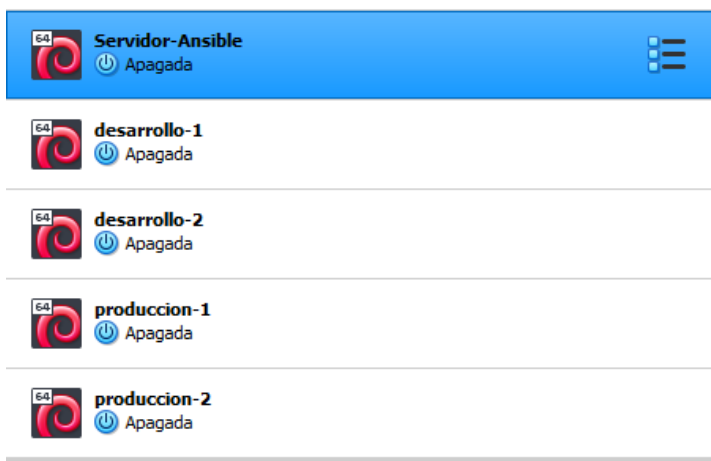 64
Servidor-Ansible
Apagada
64
desarrollo-1
Apagada
64
desarrollo-2
Apagada
64
produccion-1
Apagada
64
produccion-2
Apagada